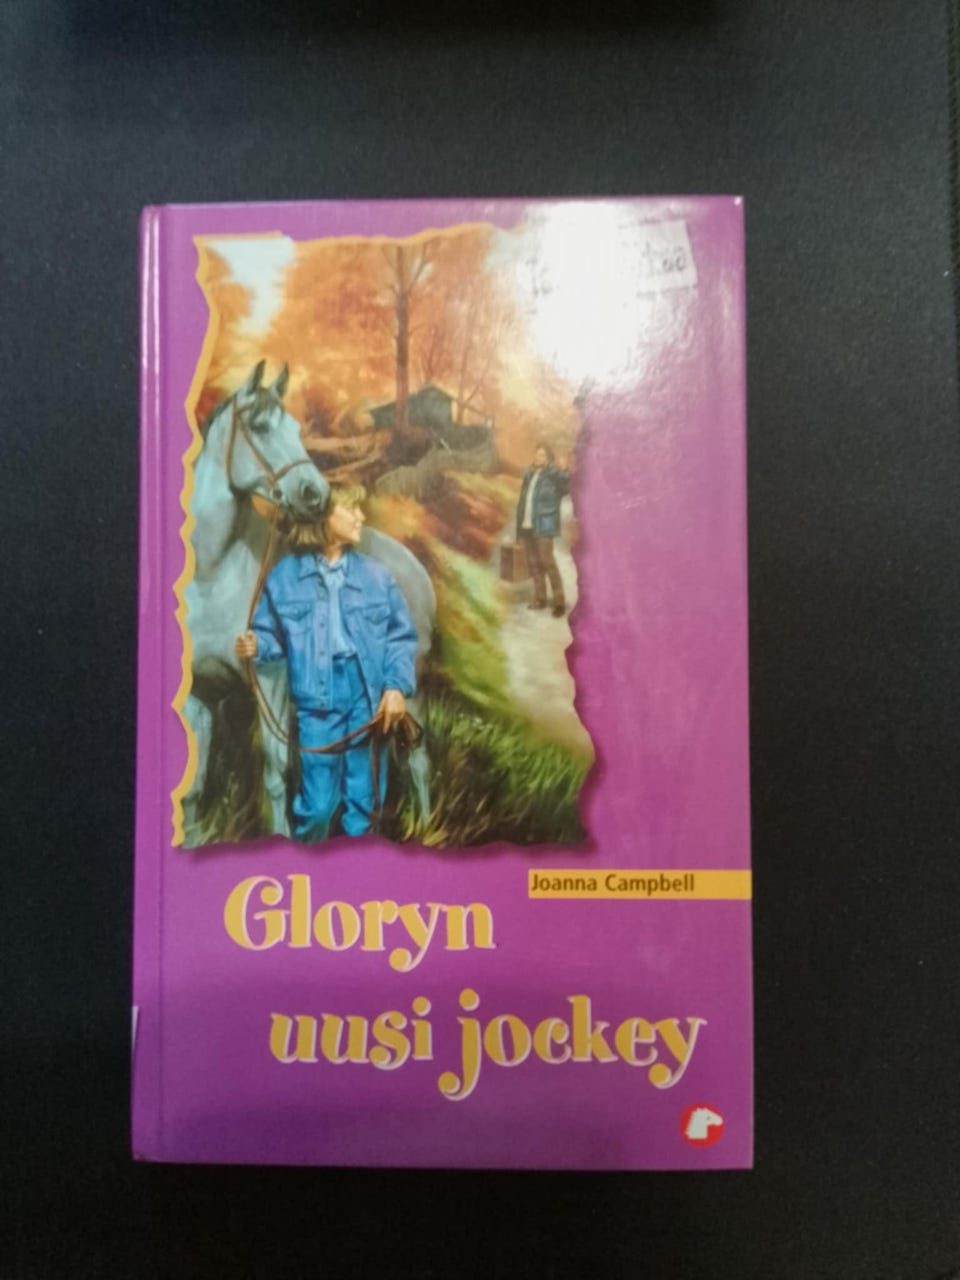 Joanna Campbell
Gloryn
uusi jockey